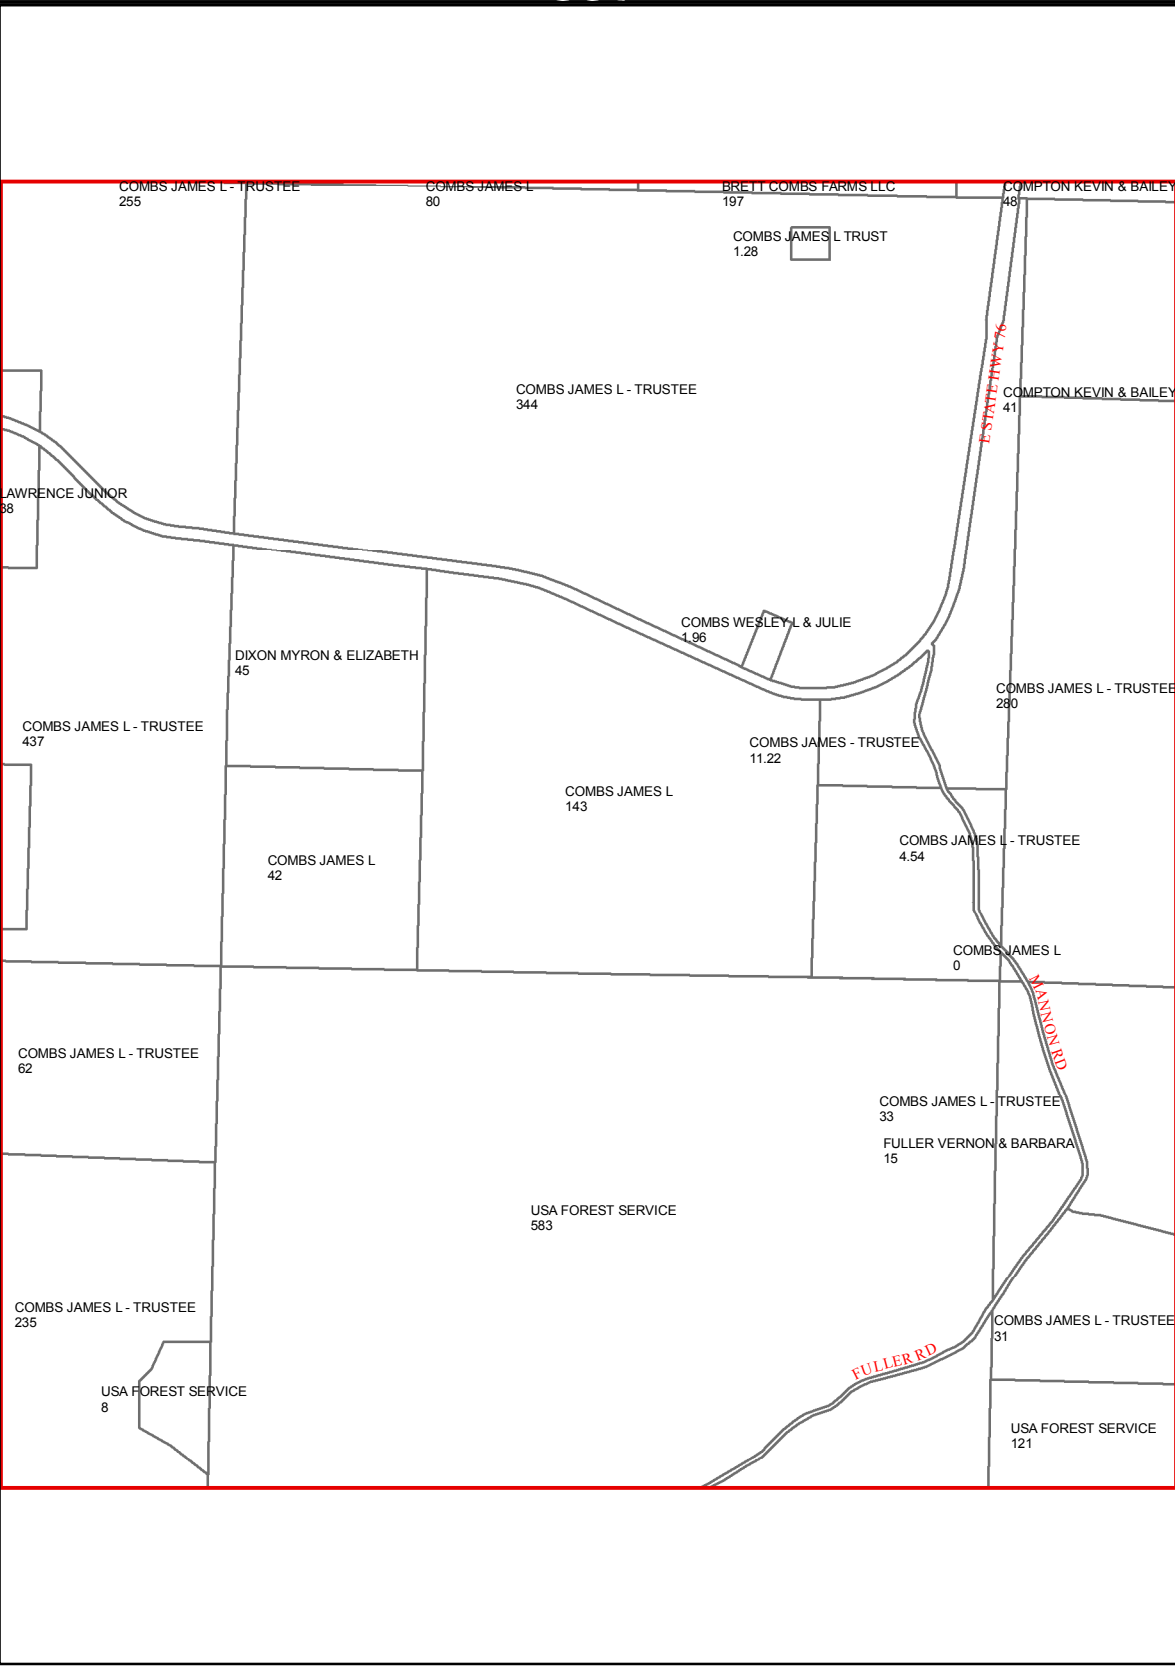 COMBS JAMES L - TRUSTEE
255
COMBS JAMES L
80
BRETT COMBS FARMS LLC
197
COMPTON KEVIN & BAILEY
48
COMBS JAMES L TRUST
1.28
E STATE HWY 76
COMBS JAMES L - TRUSTEE
344
COMPTON KEVIN & BAILEY
41
LAWRENCE JUNIOR
38
COMBS WESLEY L & JULIE
1.96
DIXON MYRON & ELIZABETH
45
COMBS JAMES L - TRUSTEE
280
COMBS JAMES L - TRUSTEE
437
COMBS JAMES - TRUSTEE
11.22
COMBS JAMES L
143
COMBS JAMES L - TRUSTEE
4.54
COMBS JAMES L
42
COMBS JAMES L
0
MANNON RD
COMBS JAMES L - TRUSTEE
62
COMBS JAMES L - TRUSTEE
33
FULLER VERNON & BARBARA
15
USA FOREST SERVICE
583
COMBS JAMES L - TRUSTEE
235
COMBS JAMES L - TRUSTEE
31
FULLER RD
USA FOREST SERVICE
8
USA FOREST SERVICE
121